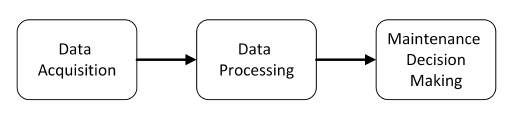 Data
Acquisition
Data
Processing
Maintenance
Decision
Making